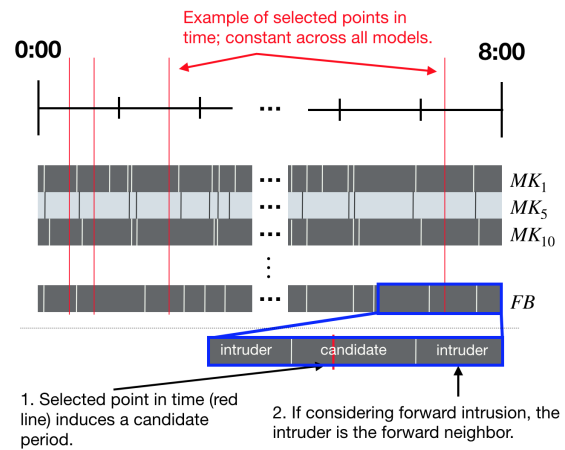 Example of selected points in
time; constant across all models.
0:00
8:00
...
... MK₁
... MK₅
... MK₁₀
⋮
... FB
intruder candidate intruder
1. Selected point in time (red
line) induces a candidate
period.
2. If considering forward intrusion, the
intruder is the forward neighbor.